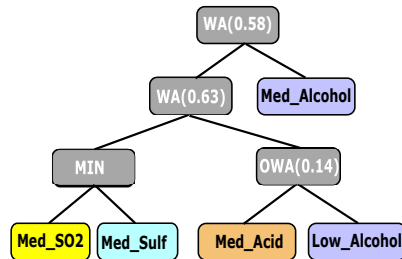 WA(0.58)
WA(0.63)
Med_Alcohol
MIN
OWA(0.14)
Med_SO2
Med_Sulf
Med_Acid
Low_Alcohol